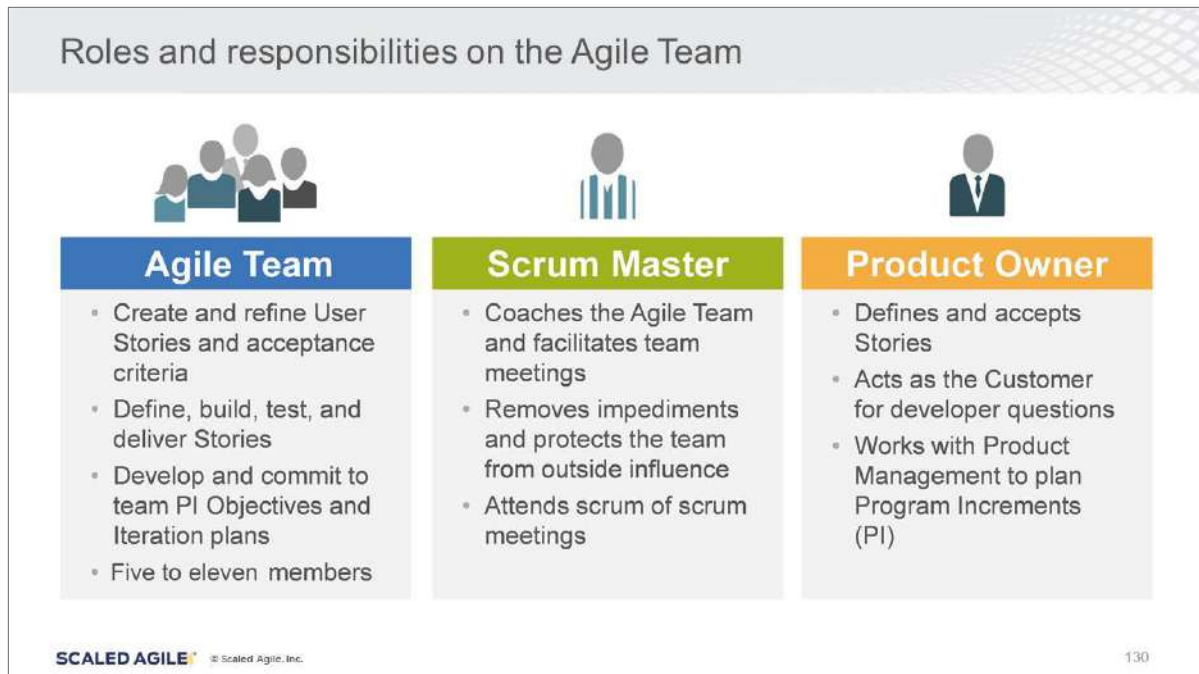 Roles and responsibilities on the Agile Team
Agile Team
• Create and refine User
Stories and acceptance
criteria
• Define, build, test, and
deliver Stories
• Develop and commit to
team PI Objectives and
Iteration plans
• Five to eleven members
Scrum Master
• Coaches the Agile Team
and facilitates team
meetings
• Removes impediments
and protects the team
from outside influence
• Attends scrum of scrum
meetings
Product Owner
• Defines and accepts
Stories
• Acts as the Customer
for developer questions
• Works with Product
Management to plan
Program Increments
(PI)
SCALED AGILE © Scaled Agile, Inc.
130